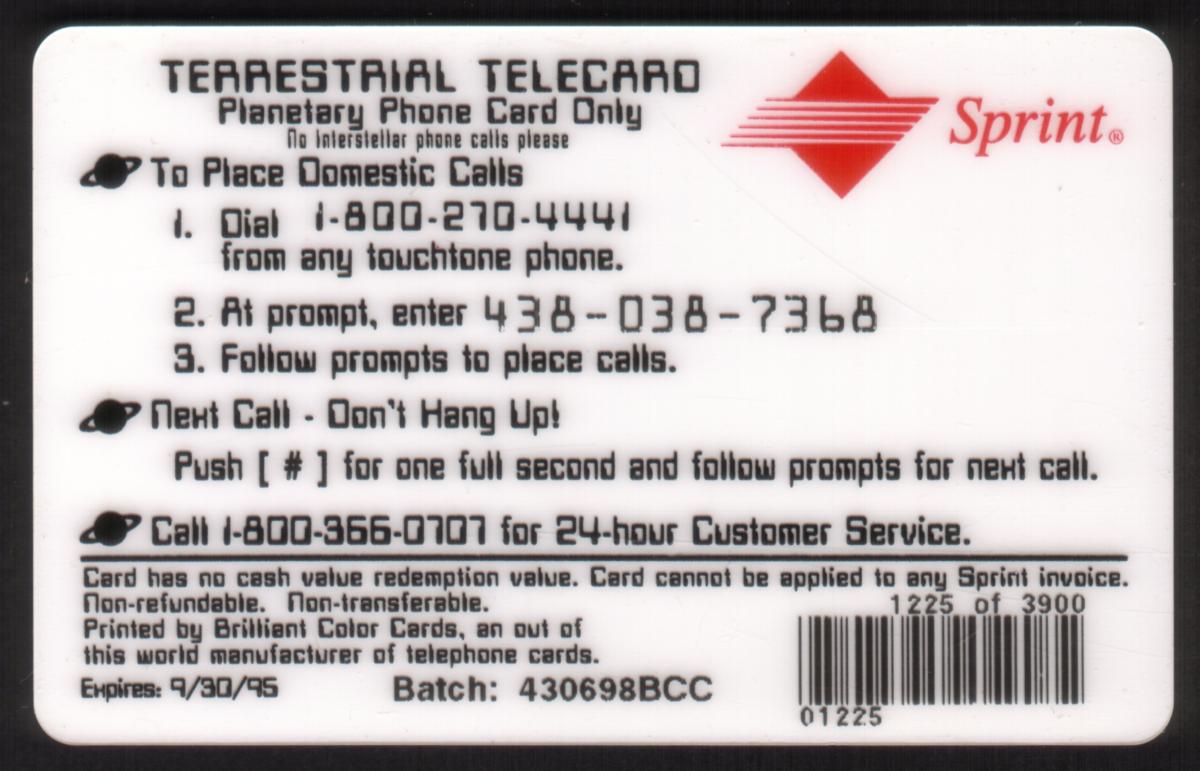 TERRESTRIAL TELECARD
Planetary Phone Card Only
No interstellar phone calls please
Sprint®
To Place Domestic Calls
1. Dial 1-800-270-4441
from any touchtone phone.
2. At prompt, enter 438-038-7368
3. Follow prompts to place calls.
Next Call - Don't Hang Up!
Push [ # ] for one full second and follow prompts for next call.
Call 1-800-366-0707 for 24-hour Customer Service.
Card has no cash value redemption value. Card cannot be applied to any Sprint invoice.
Non-refundable. Non-transferable.
1225 of 3900
Printed by Brilliant Color Cards, an out of
this world manufacturer of telephone cards.
Expires: 9/30/95
Batch: 430698BCC
01225